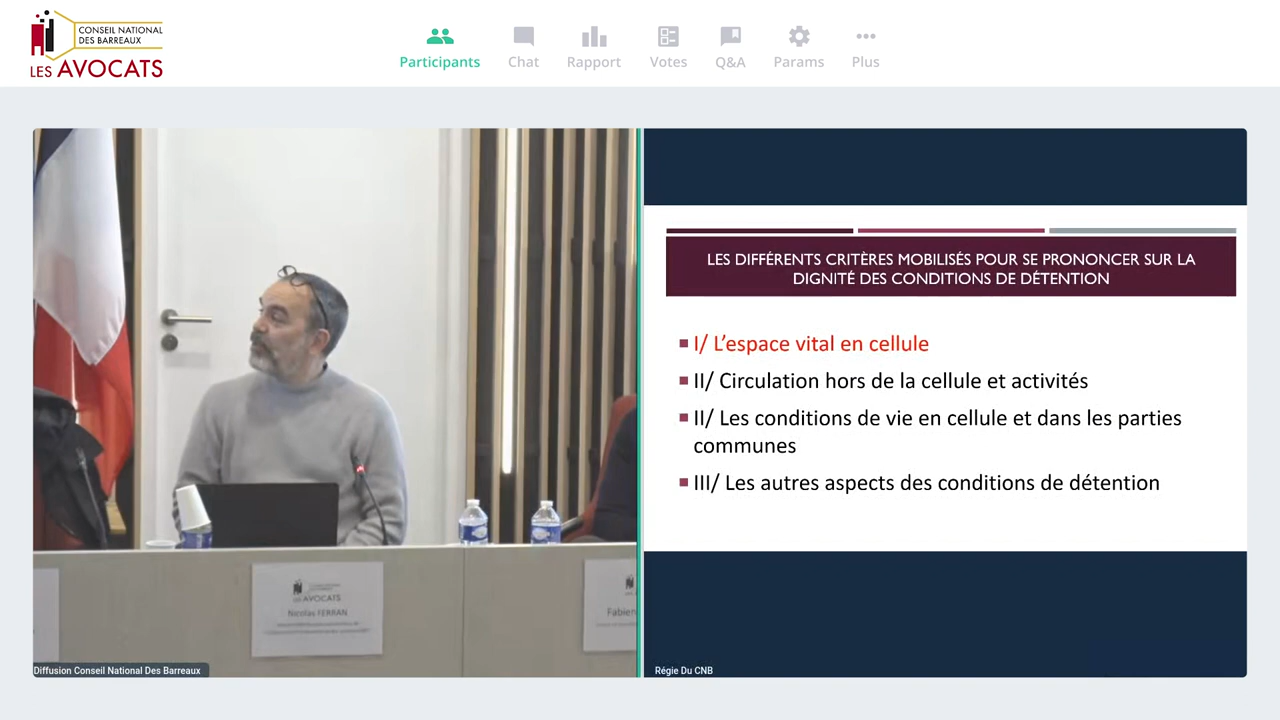 CONSEIL NATIONAL
DES BARREAUX
LES AVOCATS
Participants
Chat
Rapport
Votes
Q&A
Params
Plus
LES DIFFÉRENTS CRITÈRES MOBILISÉS POUR SE PRONONCER SUR LA
DIGNITÉ DES CONDITIONS DE DÉTENTION
I/ L'espace vital en cellule
II/ Circulation hors de la cellule et activités
II/ Les conditions de vie en cellule et dans les parties
communes
III/ Les autres aspects des conditions de détention
LES AVOCATS
Nicolas FERRAN
Fabien
Diffusion Conseil National Des Barreaux
Régie Du CNB